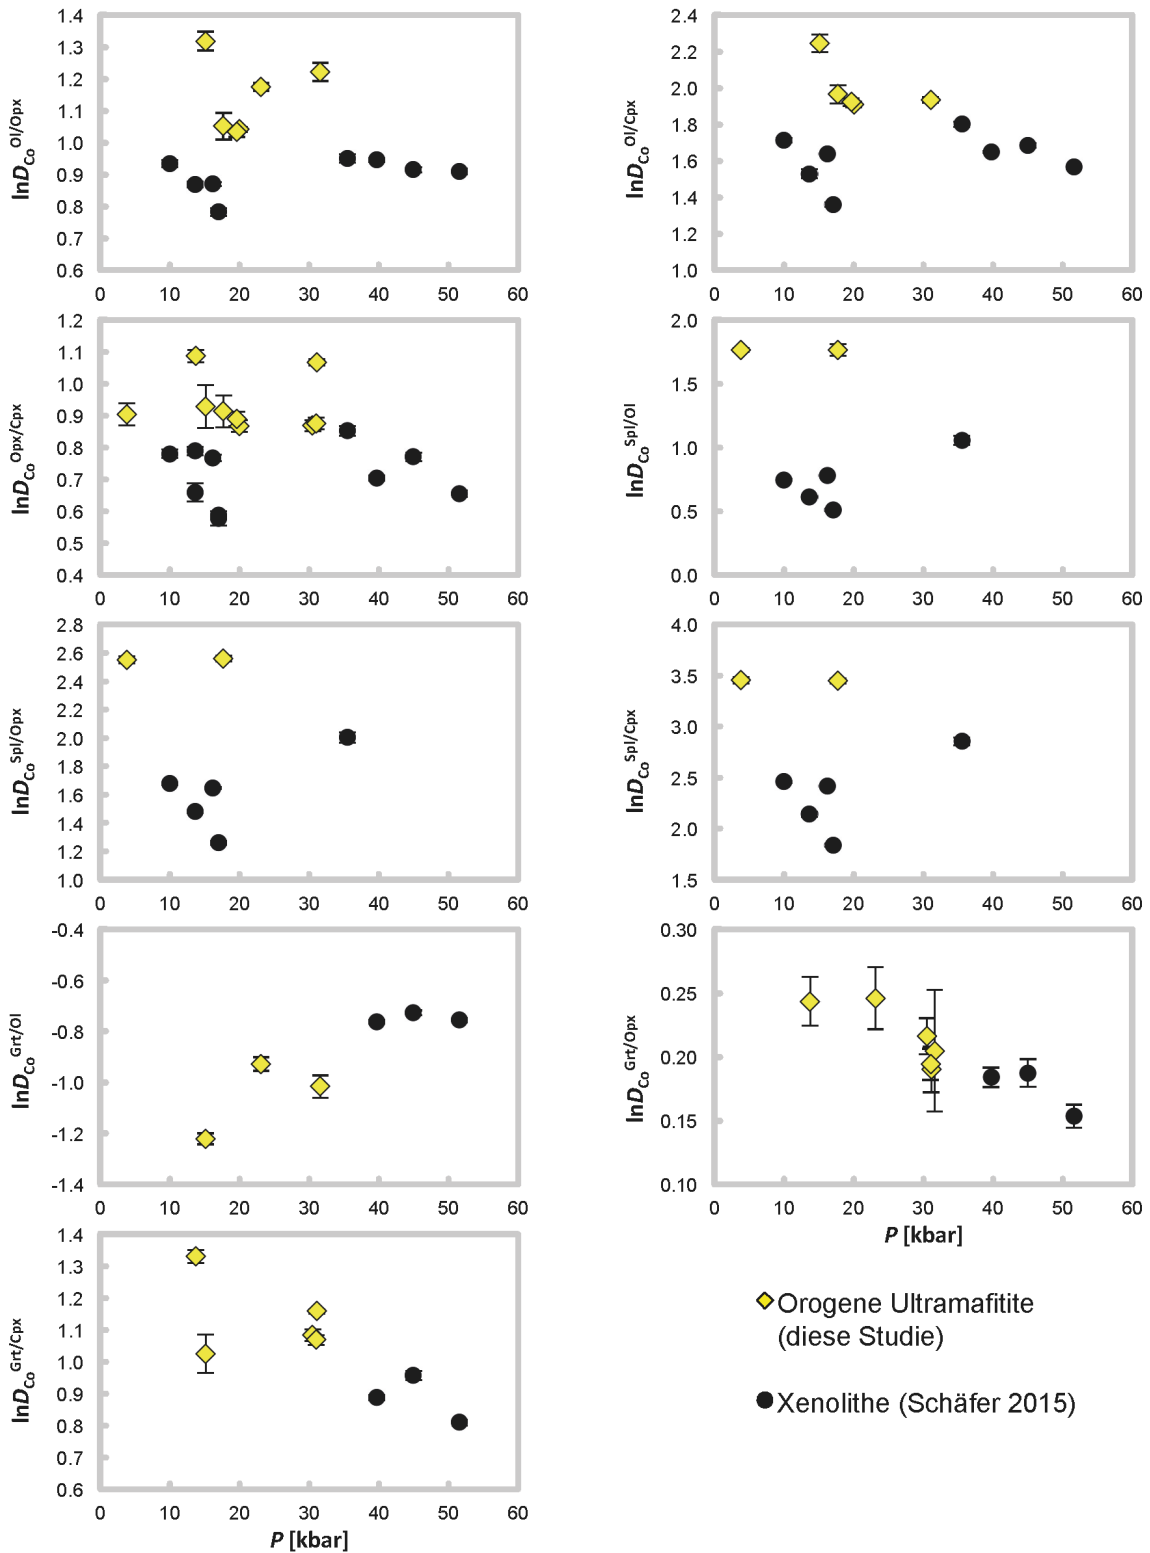 lnD_Co^Ol/Opx
1.4
1.3
1.2
1.1
1.0
0.9
0.8
0.7
0.6
0 10 20 30 40 50 60
lnD_Co^Ol/Cpx
2.4
2.2
2.0
1.8
1.6
1.4
1.2
1.0
0 10 20 30 40 50 60
lnD_Co^Opx/Cpx
1.2
1.1
1.0
0.9
0.8
0.7
0.6
0.5
0.4
0 10 20 30 40 50 60
lnD_Co^Spl/Ol
2.0
1.5
1.0
0.5
0.0
0 10 20 30 40 50 60
lnD_Co^Spl/Opx
2.8
2.6
2.4
2.2
2.0
1.8
1.6
1.4
1.2
1.0
0 10 20 30 40 50 60
lnD_Co^Spl/Cpx
4.0
3.5
3.0
2.5
2.0
1.5
0 10 20 30 40 50 60
lnD_Co^Grt/Ol
-0.4
-0.6
-0.8
-1.0
-1.2
-1.4
0 10 20 30 40 50 60
lnD_Co^Grt/Opx
0.30
0.25
0.20
0.15
0.10
0 10 20 30 40 50 60
P [kbar]
lnD_Co^Grt/Cpx
1.4
1.3
1.2
1.1
1.0
0.9
0.8
0.7
0.6
0 10 20 30 40 50 60
P [kbar]
Orogene Ultramafitite
(diese Studie)
Xenolithe (Schäfer 2015)